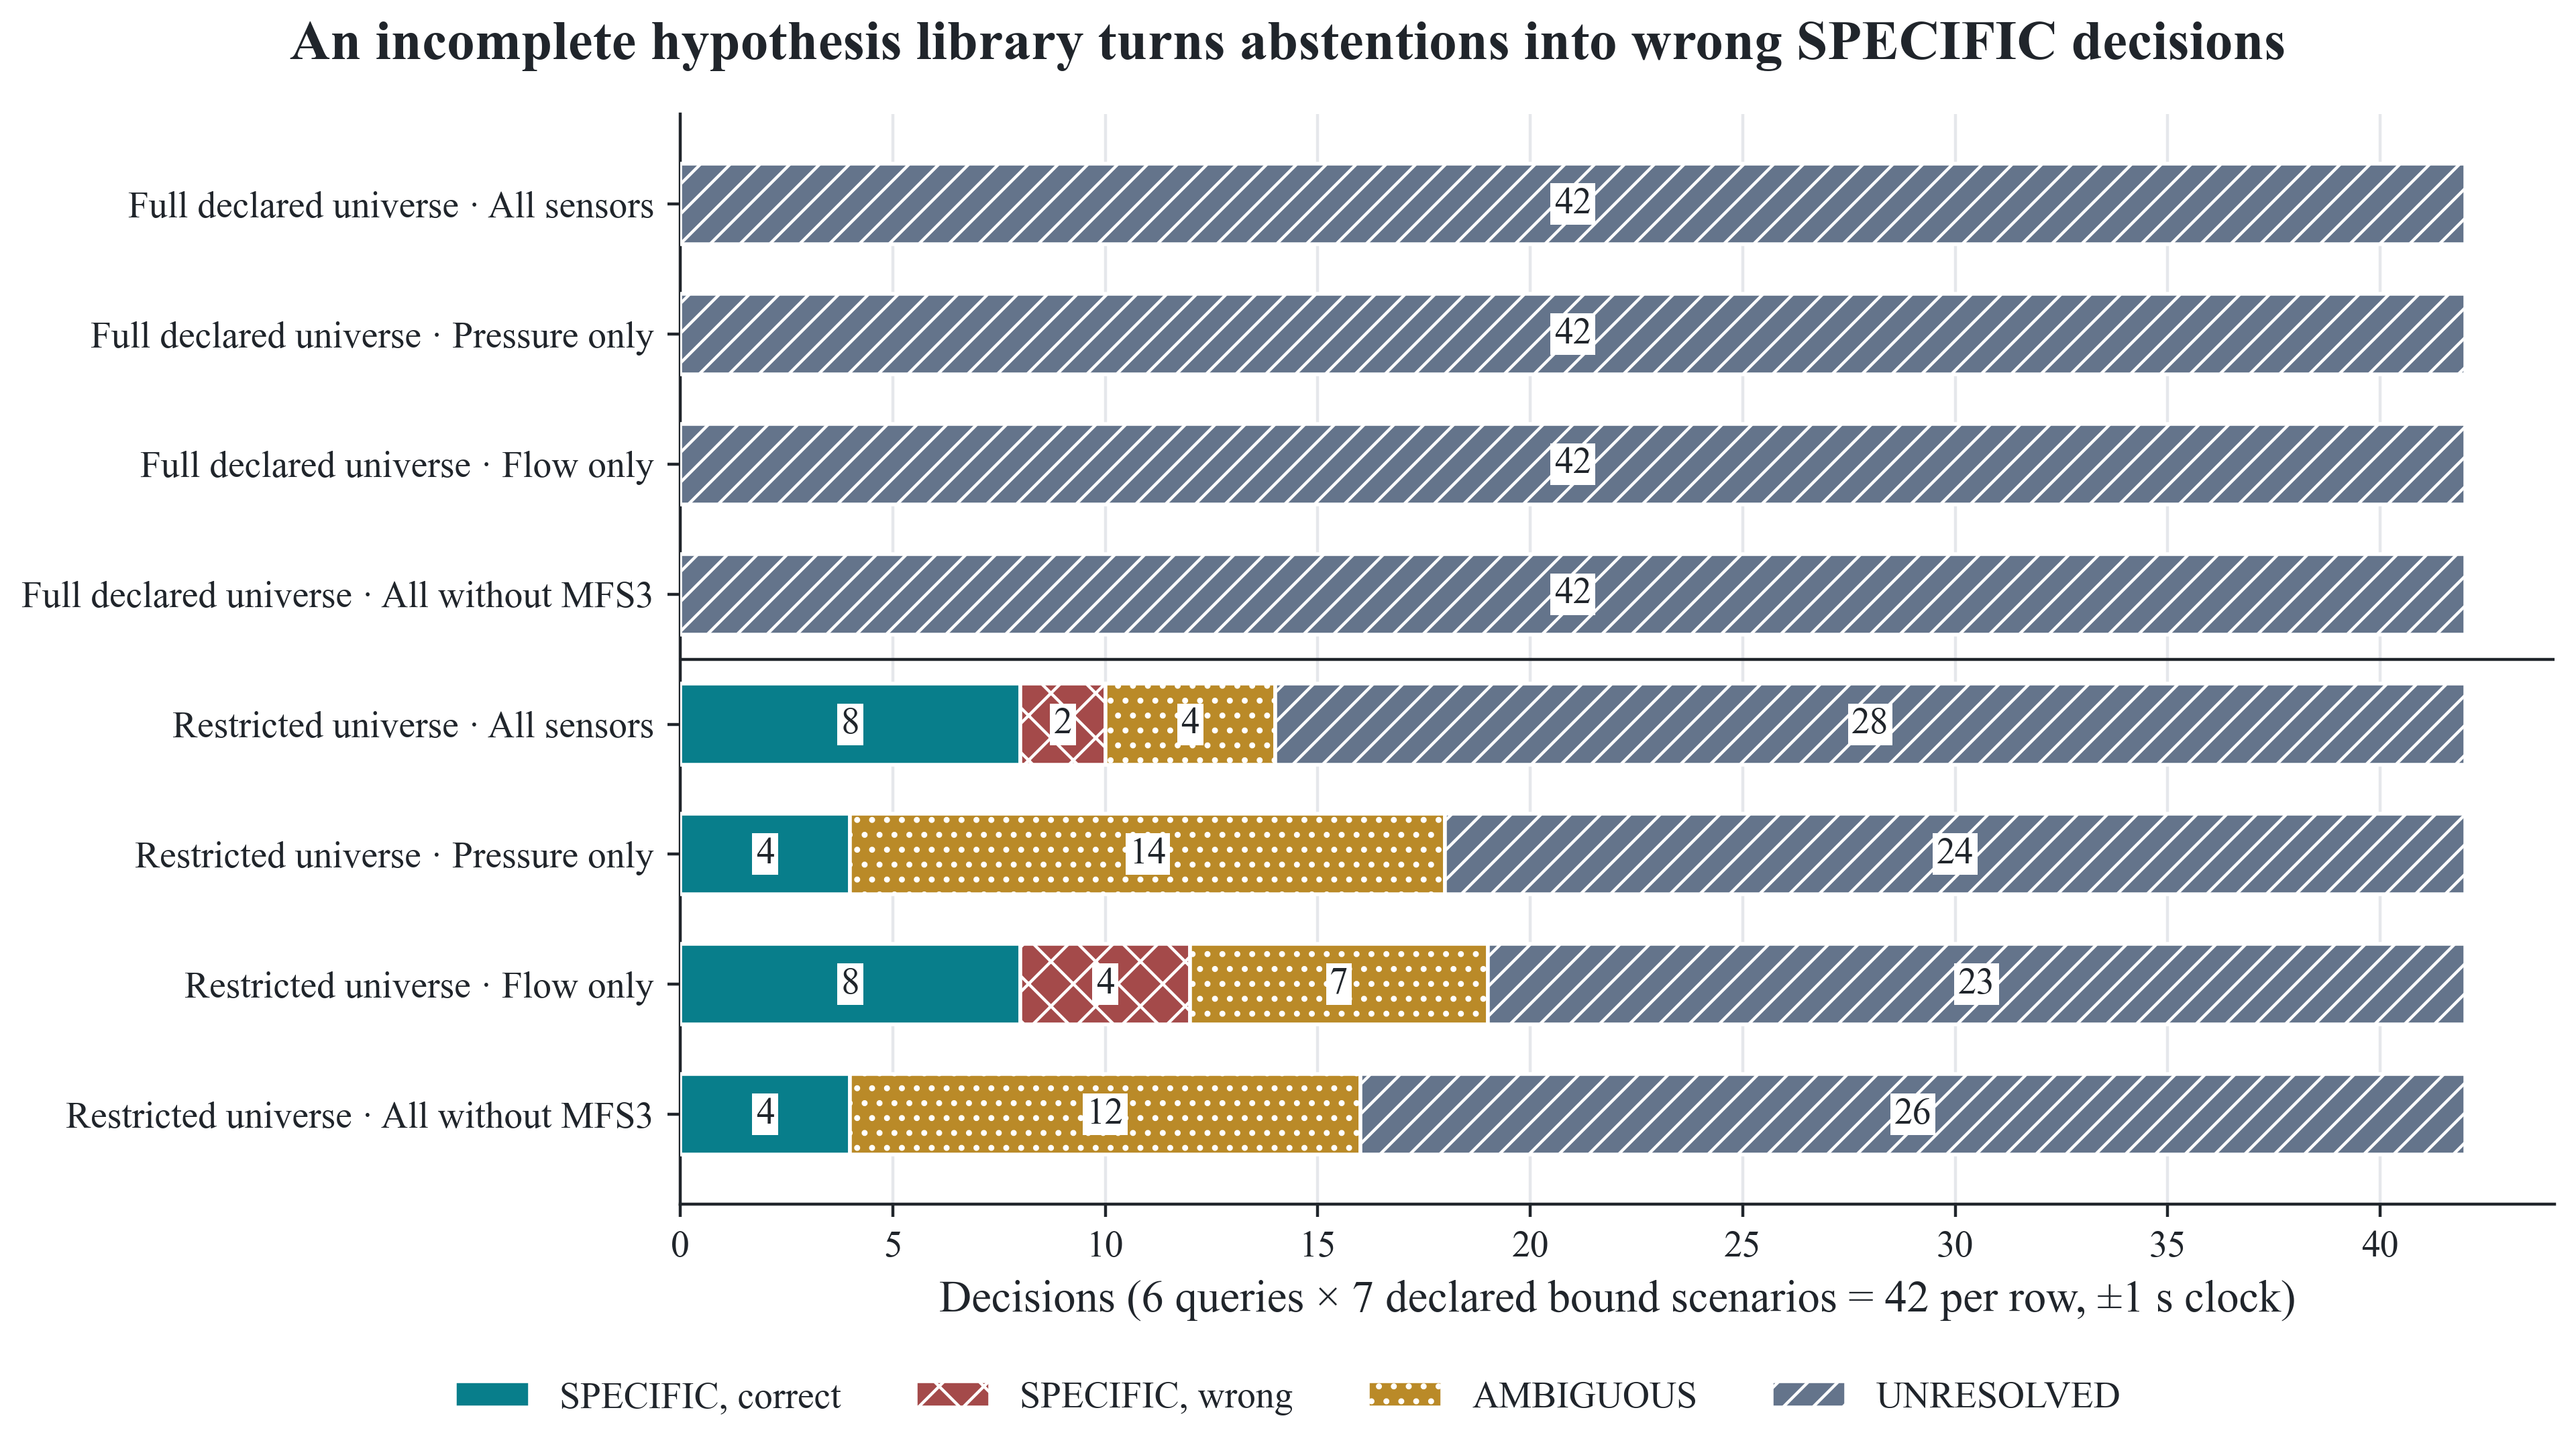 An incomplete hypothesis library turns abstentions into wrong SPECIFIC decisions
Full declared universe · All sensors
42
Full declared universe · Pressure only
42
Full declared universe · Flow only
42
Full declared universe · All without MFS3
42
Restricted universe · All sensors
8 2 4 28
Restricted universe · Pressure only
4 14 24
Restricted universe · Flow only
8 4 7 23
Restricted universe · All without MFS3
4 12 26
0 5 10 15 20 25 30 35 40
Decisions (6 queries × 7 declared bound scenarios = 42 per row, ±1 s clock)
SPECIFIC, correct SPECIFIC, wrong AMBIGUOUS UNRESOLVED